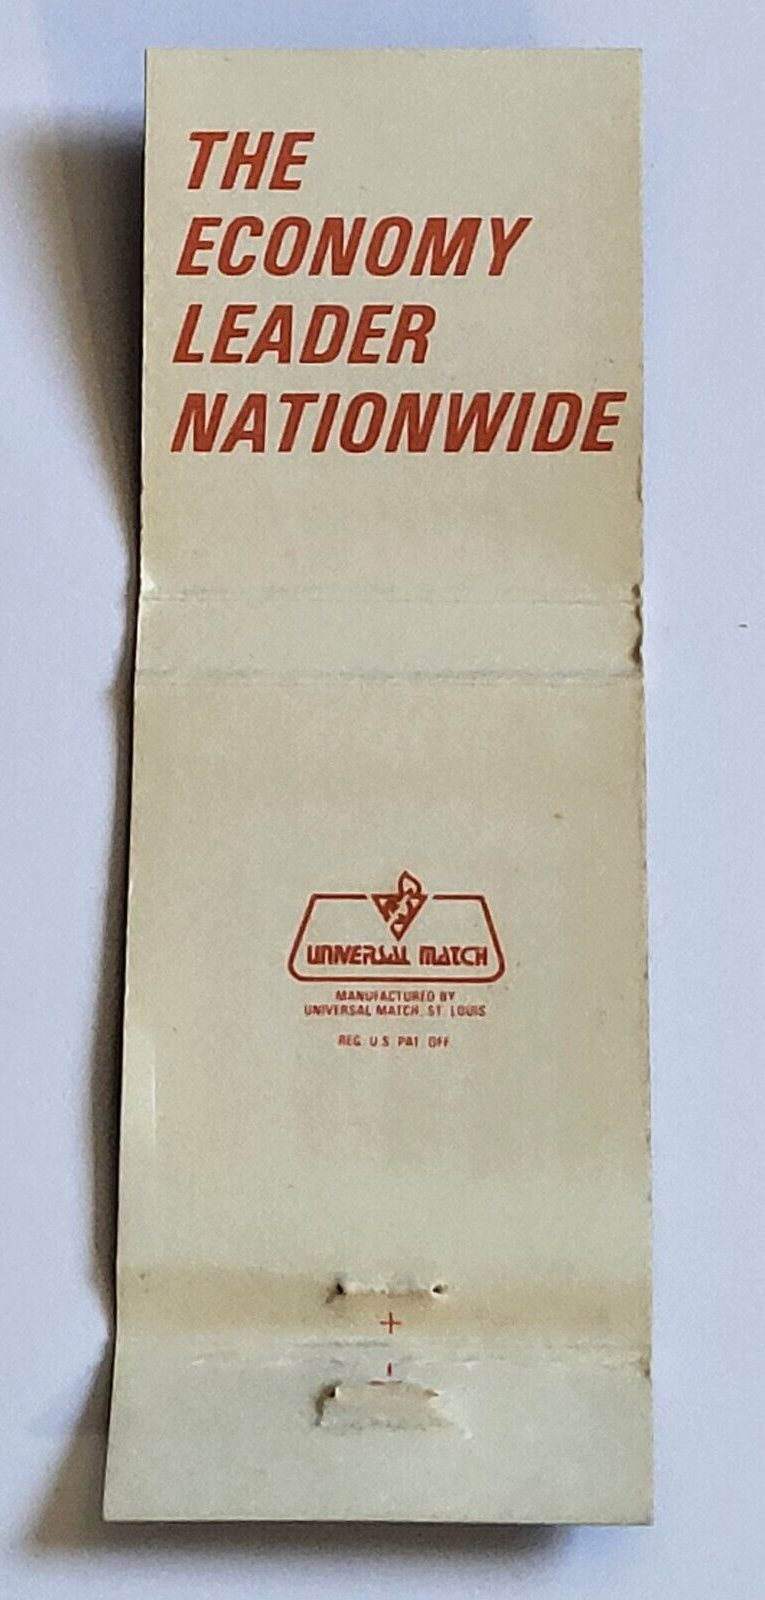 THE
ECONOMY
LEADER
NATIONWIDE
UNIVERSAL MATCH
MANUFACTURED BY
UNIVERSAL MATCH, ST. LOUIS
REG. U.S. PAT. OFF.